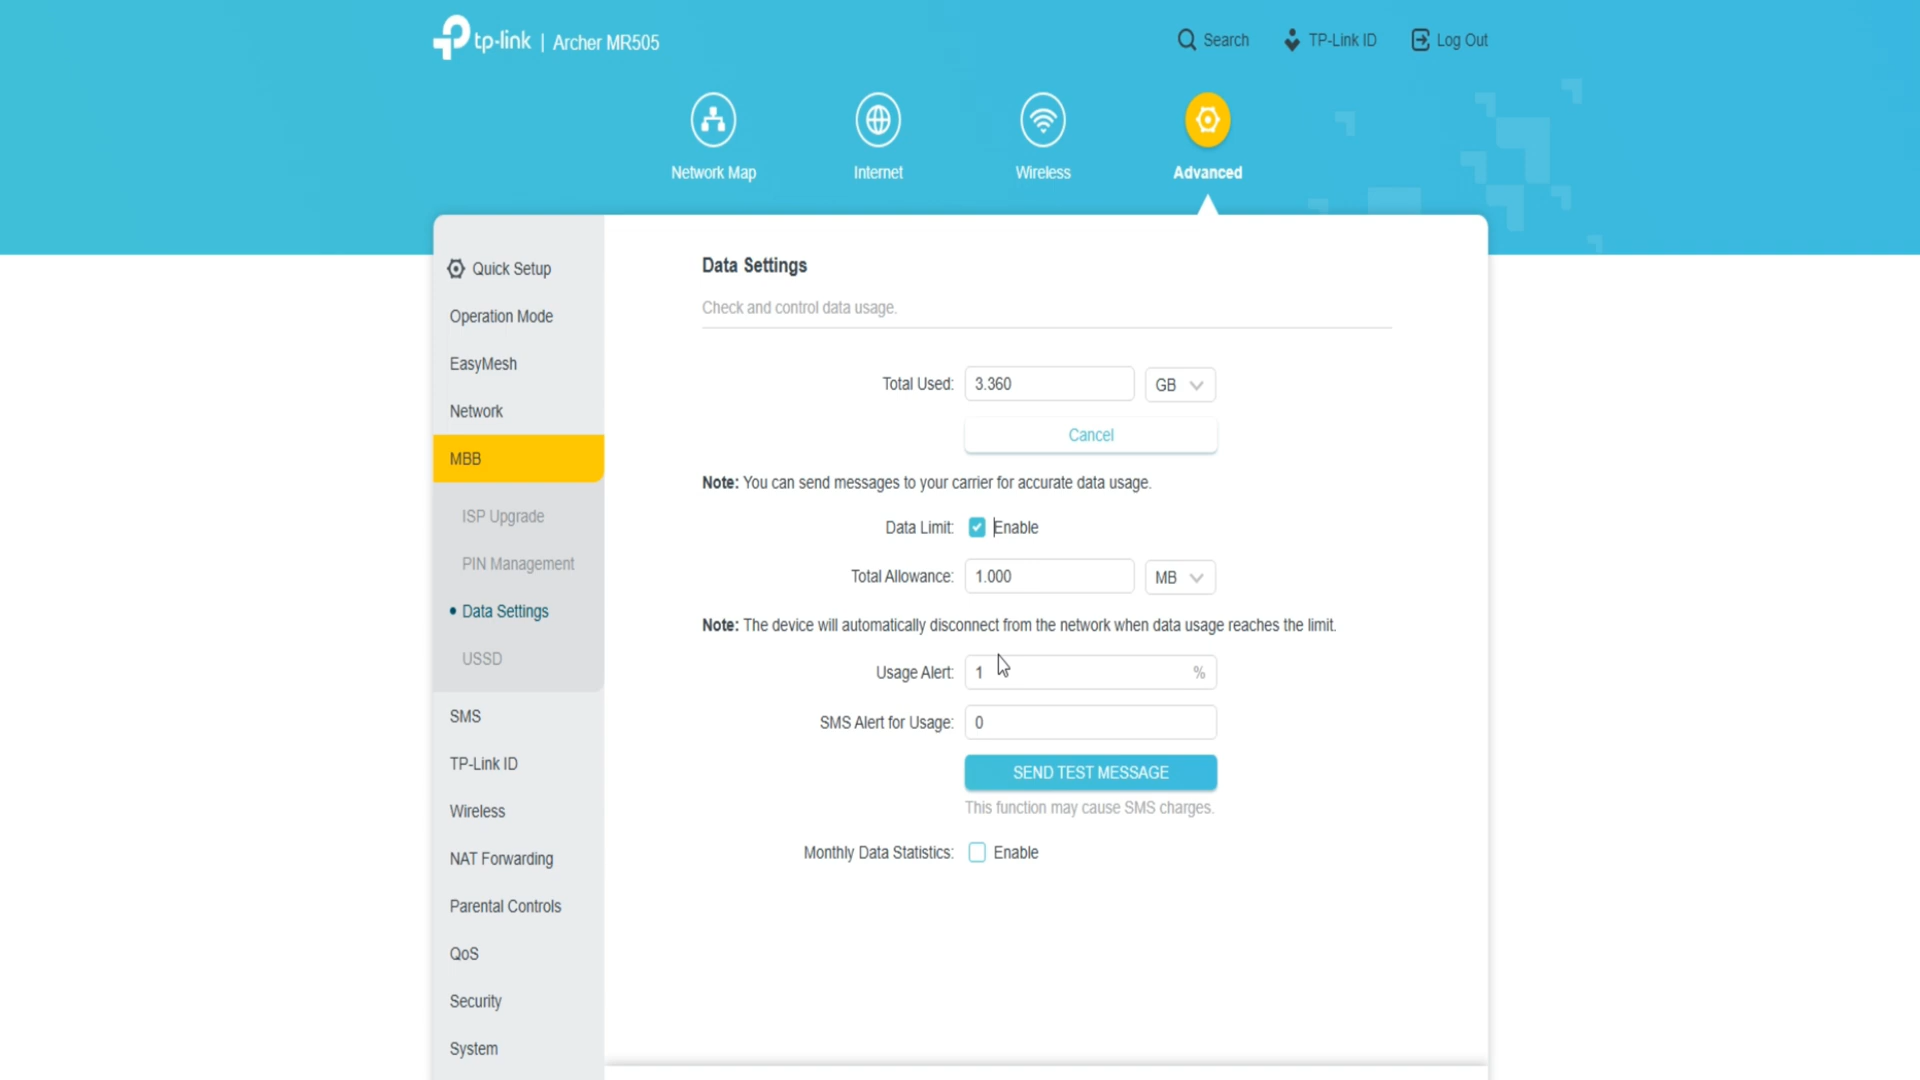 tp-link | Archer MR505
Search
TP-Link ID
Log Out
Network Map
Internet
Wireless
Advanced
Quick Setup
Operation Mode
EasyMesh
Network
MBB
ISP Upgrade
PIN Management
Data Settings
USSD
SMS
TP-Link ID
Wireless
NAT Forwarding
Parental Controls
QoS
Security
System
Data Settings
Check and control data usage.
Total Used: 3.360 GB
Cancel
Note: You can send messages to your carrier for accurate data usage.
Data Limit: Enable
Total Allowance: 1.000 MB
Note: The device will automatically disconnect from the network when data usage reaches the limit.
Usage Alert: 1 %
SMS Alert for Usage: 0
SEND TEST MESSAGE
This function may cause SMS charges.
Monthly Data Statistics: Enable